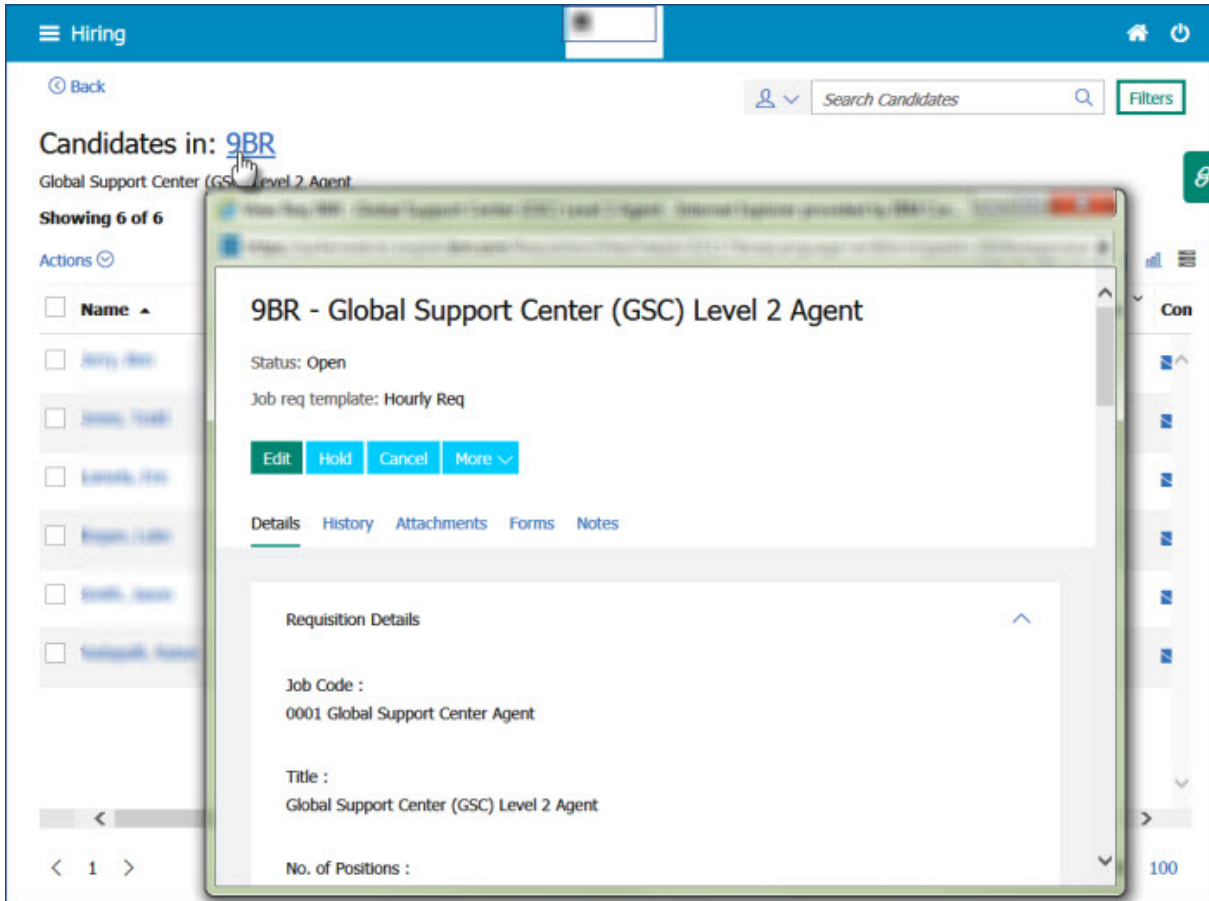 Hiring
Back
Search Candidates
Filters
Candidates in: 9BR
Global Support Center (GSC) Level 2 Agent
Showing 6 of 6
Actions
Name
Con
9BR - Global Support Center (GSC) Level 2 Agent
Status: Open
Job req template: Hourly Req
Edit Hold Cancel More
Details History Attachments Forms Notes
Requisition Details
Job Code :
0001 Global Support Center Agent
Title :
Global Support Center (GSC) Level 2 Agent
No. of Positions :
1
100